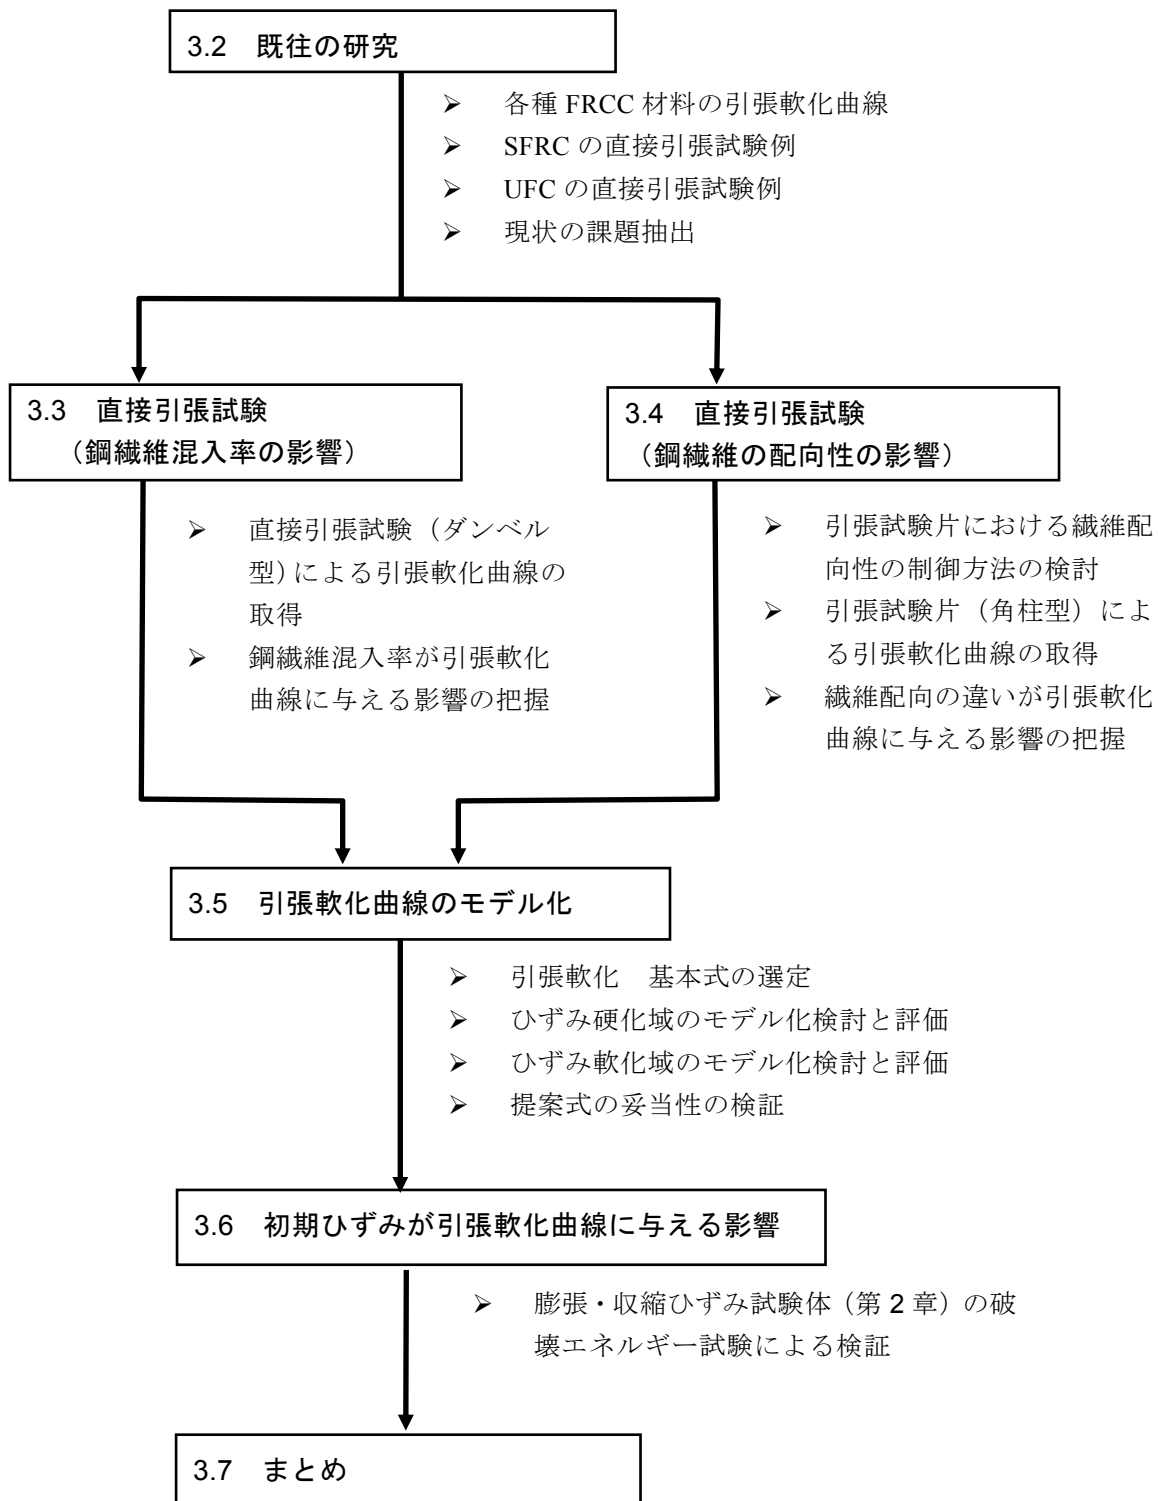 3.2 既往の研究
➢ 各種 FRCC 材料の引張軟化曲線
➢ SFRC の直接引張試験例
➢ UFC の直接引張試験例
➢ 現状の課題抽出
3.3 直接引張試験
（鋼繊維混入率の影響）
➢ 直接引張試験（ダンベル
型）による引張軟化曲線の
取得
➢ 鋼繊維混入率が引張軟化
曲線に与える影響の把握
3.4 直接引張試験
（鋼繊維の配向性の影響）
➢ 引張試験片における繊維配
向性の制御方法の検討
➢ 引張試験片（角柱型）によ
る引張軟化曲線の取得
➢ 繊維配向の違いが引張軟化
曲線に与える影響の把握
3.5 引張軟化曲線のモデル化
➢ 引張軟化 基本式の選定
➢ ひずみ硬化域のモデル化検討と評価
➢ ひずみ軟化域のモデル化検討と評価
➢ 提案式の妥当性の検証
3.6 初期ひずみが引張軟化曲線に与える影響
➢ 膨張・収縮ひずみ試験体（第 2 章）の破
壊エネルギー試験による検証
3.7 まとめ